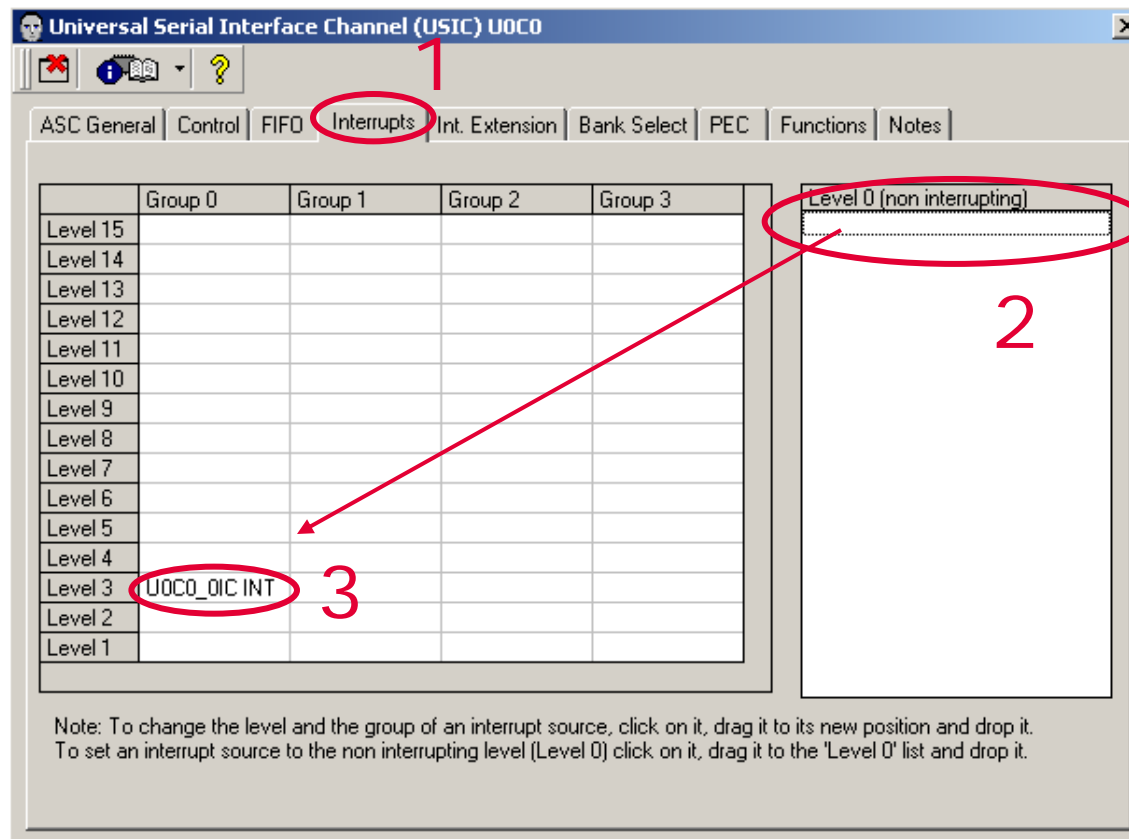 Universal Serial Interface Channel (USIC) U0C0
1
ASC General Control FIFO Interrupts Int. Extension Bank Select PEC Functions Notes
Group 0 Group 1 Group 2 Group 3 Level 0 (non interrupting)
Level 15
Level 14
Level 13
Level 12
2
Level 11
Level 10
Level 9
Level 8
Level 7
Level 6
Level 5
Level 4
Level 3 U0C0_0IC INT 3
Level 2
Level 1
Note: To change the level and the group of an interrupt source, click on it, drag it to its new position and drop it.
To set an interrupt source to the non interrupting level (Level 0) click on it, drag it to the 'Level 0' list and drop it.